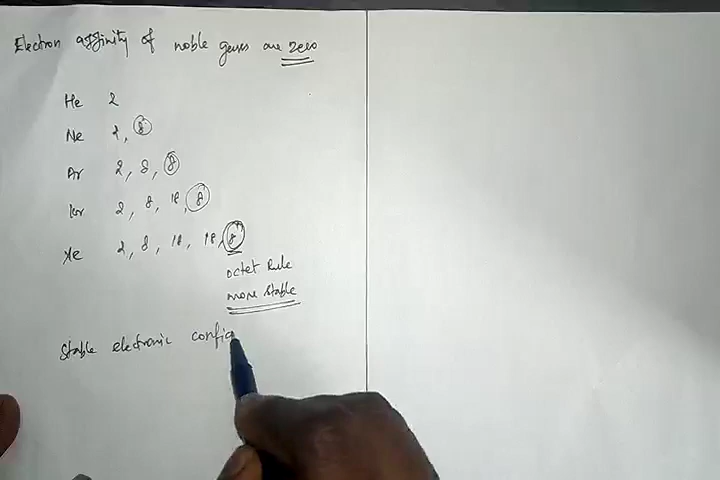 Electron affinity of noble gases are zero
He 2
Ne 2, 8
Ar 2, 8, 8
Kr 2, 8, 18, 8
Xe 2, 8, 18, 18, 8
octet Rule
more stable
Stable electronic config